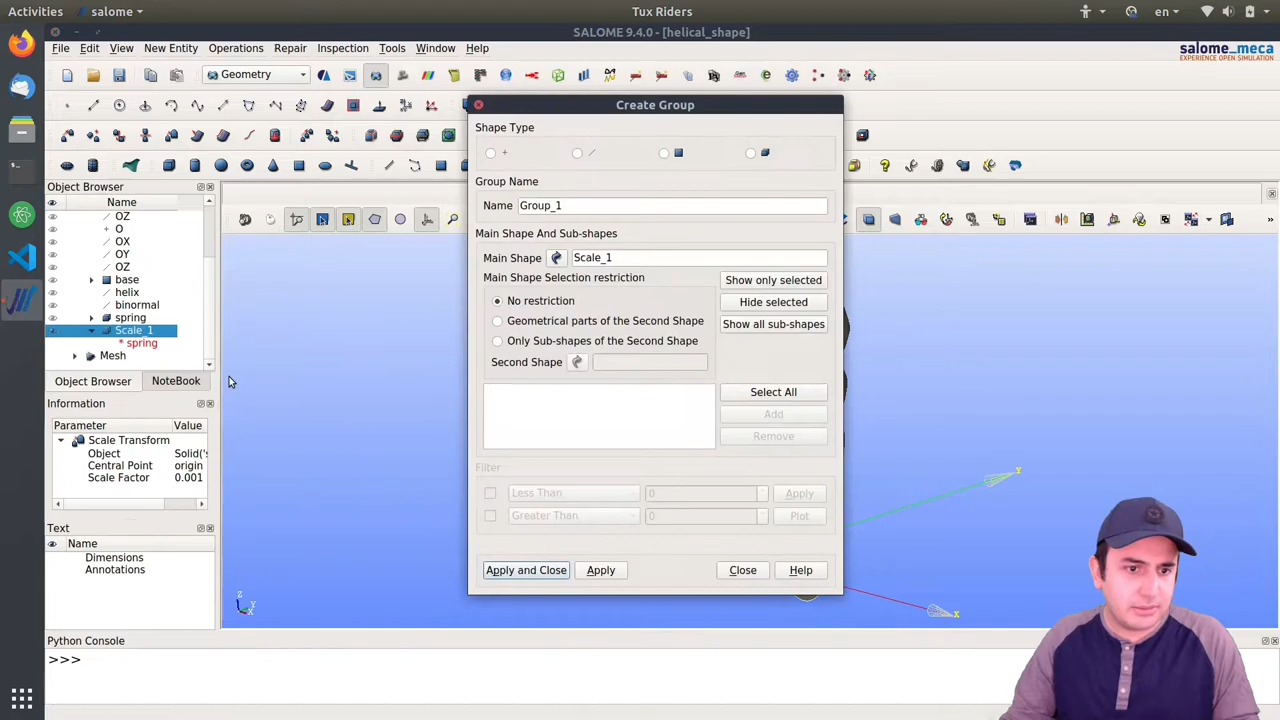 Activities
salome
Tux Riders
en
SALOME 9.4.0 - [helical_shape]
File Edit View New Entity Operations Repair Inspection Tools Window Help
salome_meca
EXPERIENCE OPEN SIMULATION
Geometry
Create Group
Shape Type
Group Name
Name Group_1
Main Shape And Sub-shapes
Main Shape Scale_1
Main Shape Selection restriction
No restriction
Geometrical parts of the Second Shape
Only Sub-shapes of the Second Shape
Second Shape
Show only selected
Hide selected
Show all sub-shapes
Select All
Add
Remove
Filter
Less Than 0 Apply
Greater Than 0 Plot
Apply and Close Apply Close Help
Object Browser
Name
OZ
O
OX
OY
OZ
base
helix
binormal
spring
Scale_1
* spring
Mesh
Object Browser NoteBook
Information
Parameter Value
Scale Transform
Object Solid('s
Central Point origin
Scale Factor 0.001
Text
Name
Dimensions
Annotations
Z
Y
X
Y
X
Python Console
>>>